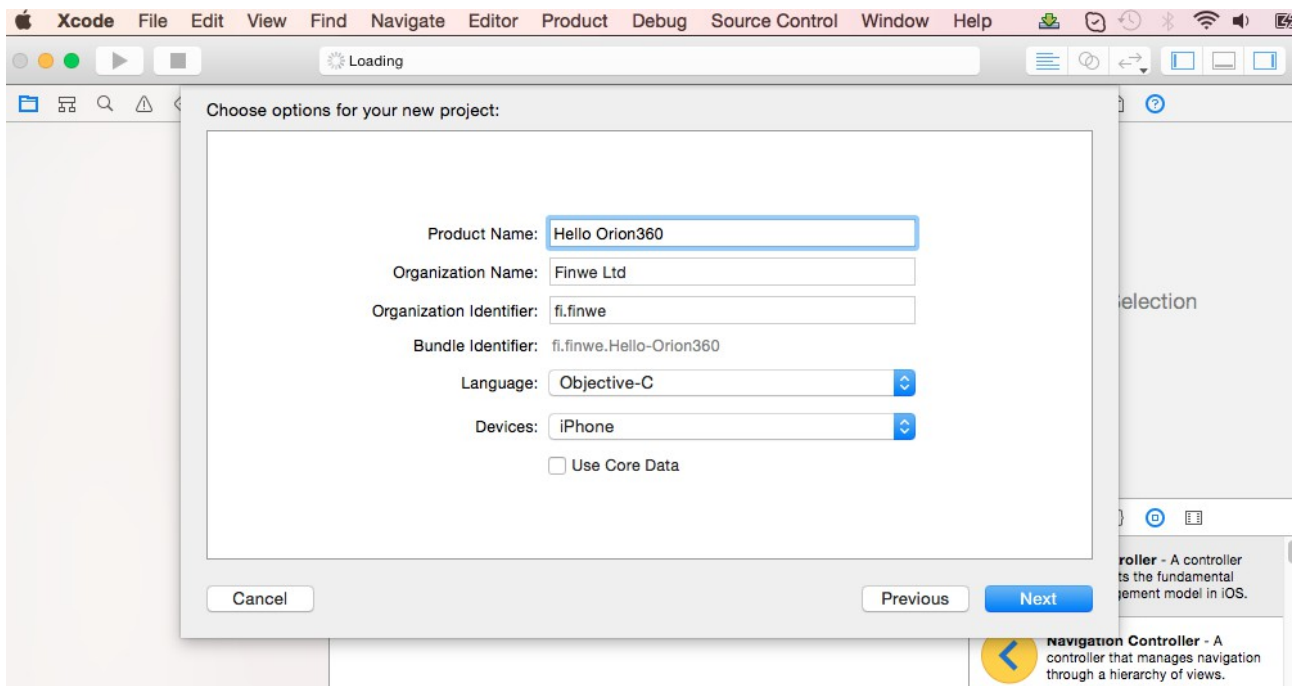 Xcode File Edit View Find Navigate Editor Product Debug Source Control Window Help
Loading
Choose options for your new project:
Product Name: Hello Orion360
Organization Name: Finwe Ltd
Organization Identifier: fi.finwe
Bundle Identifier: fi.finwe.Hello-Orion360
Language: Objective-C
Devices: iPhone
Use Core Data
Cancel Previous Next
election
roller - A controller
ts the fundamental
gement model in iOS.
Navigation Controller - A
controller that manages navigation
through a hierarchy of views.